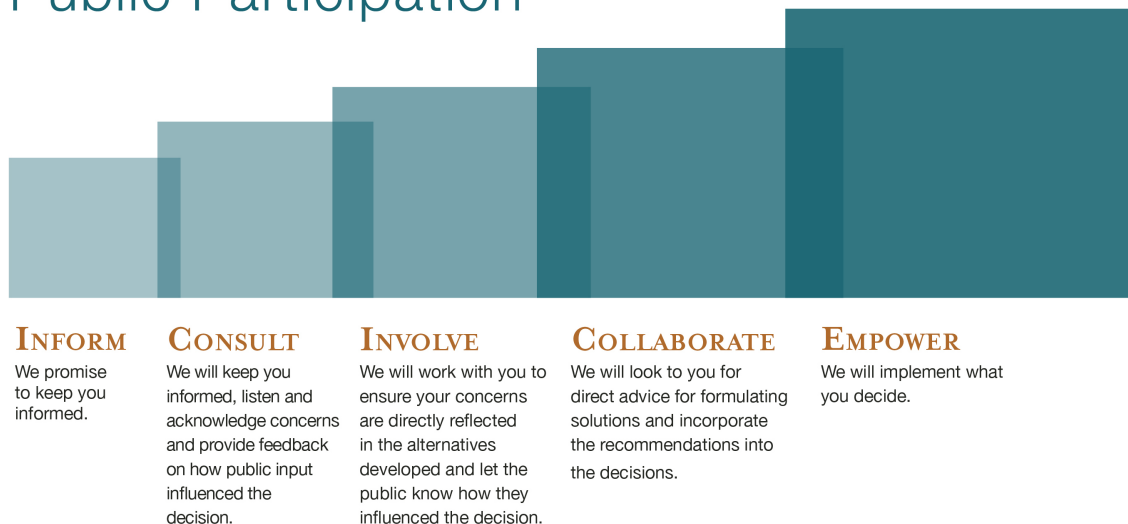 Public Participation
INFORM
We promise
to keep you
informed.
CONSULT
We will keep you
informed, listen and
acknowledge concerns
and provide feedback
on how public input
influenced the
decision.
INVOLVE
We will work with you to
ensure your concerns
are directly reflected
in the alternatives
developed and let the
public know how they
influenced the decision.
COLLABORATE
We will look to you for
direct advice for formulating
solutions and incorporate
the recommendations into
the decisions.
EMPOWER
We will implement what
you decide.